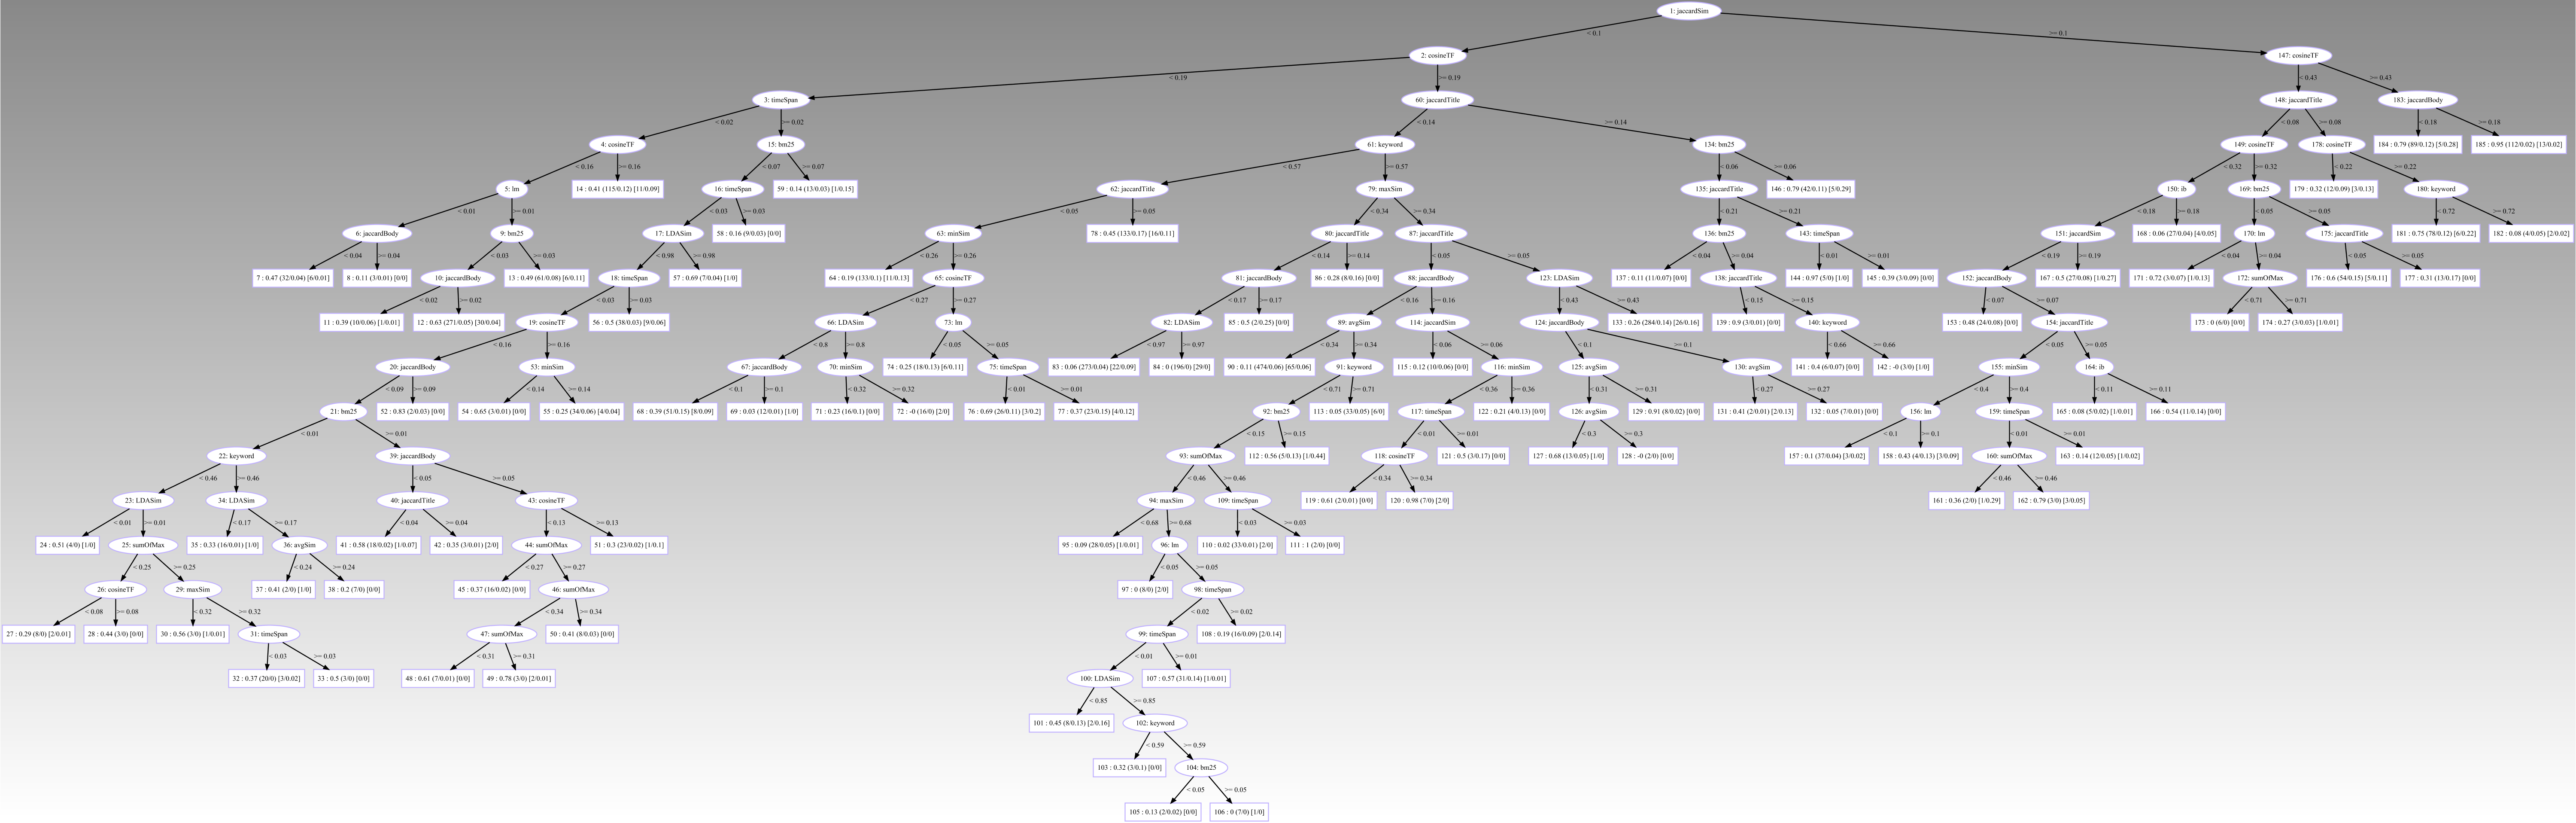 1: jaccardSim
< 0.1
>= 0.1
2: cosineTF
147: cosineTF
< 0.19
>= 0.19
< 0.43
>= 0.43
3: timeSpan
60: jaccardTitle
148: jaccardTitle
183: jaccardBody
< 0.02
>= 0.02
< 0.14
>= 0.14
< 0.08
>= 0.08
< 0.18
>= 0.18
4: cosineTF
15: bm25
61: keyword
134: bm25
149: cosineTF
178: cosineTF
184 : 0.79 (89/0.12) [5/0.28]
185 : 0.95 (112/0.02) [13/0.02]
< 0.16
>= 0.16
< 0.07
>= 0.07
< 0.57
>= 0.57
< 0.06
>= 0.06
< 0.32
>= 0.32
< 0.22
>= 0.22
5: lm
14 : 0.41 (115/0.12) [11/0.09]
16: timeSpan
59 : 0.14 (13/0.03) [1/0.15]
62: jaccardTitle
79: maxSim
135: jaccardTitle
146 : 0.79 (42/0.11) [5/0.29]
150: ib
169: bm25
179 : 0.32 (12/0.09) [3/0.13]
180: keyword
< 0.01
>= 0.01
< 0.03
>= 0.03
< 0.05
>= 0.05
< 0.34
>= 0.34
< 0.21
>= 0.21
< 0.18
>= 0.18
< 0.05
>= 0.05
< 0.72
>= 0.72
6: jaccardBody
9: bm25
17: LDASim
58 : 0.16 (9/0.03) [0/0]
63: minSim
78 : 0.45 (133/0.17) [16/0.11]
80: jaccardTitle
87: jaccardTitle
136: bm25
143: timeSpan
151: jaccardSim
168 : 0.06 (27/0.04) [4/0.05]
170: lm
175: jaccardTitle
181 : 0.75 (78/0.12) [6/0.22]
182 : 0.08 (4/0.05) [2/0.02]
< 0.04
>= 0.04
< 0.03
>= 0.03
< 0.98
>= 0.98
< 0.26
>= 0.26
< 0.14
>= 0.14
< 0.05
>= 0.05
< 0.04
>= 0.04
< 0.01
>= 0.01
< 0.19
>= 0.19
< 0.04
>= 0.04
< 0.05
>= 0.05
7 : 0.47 (32/0.04) [6/0.01]
8 : 0.11 (3/0.01) [0/0]
10: jaccardBody
13 : 0.49 (61/0.08) [6/0.11]
18: timeSpan
57 : 0.69 (7/0.04) [1/0]
64 : 0.19 (133/0.1) [11/0.13]
65: cosineTF
81: jaccardBody
86 : 0.28 (8/0.16) [0/0]
88: jaccardBody
123: LDASim
137 : 0.11 (11/0.07) [0/0]
138: jaccardTitle
144 : 0.97 (5/0) [1/0]
145 : 0.39 (3/0.09) [0/0]
152: jaccardBody
167 : 0.5 (27/0.08) [1/0.27]
171 : 0.72 (3/0.07) [1/0.13]
172: sumOfMax
176 : 0.6 (54/0.15) [5/0.11]
177 : 0.31 (13/0.17) [0/0]
< 0.02
>= 0.02
< 0.03
>= 0.03
< 0.27
>= 0.27
< 0.17
>= 0.17
< 0.16
>= 0.16
< 0.43
>= 0.43
< 0.15
>= 0.15
< 0.07
>= 0.07
< 0.71
>= 0.71
11 : 0.39 (10/0.06) [1/0.01]
12 : 0.63 (271/0.05) [30/0.04]
19: cosineTF
56 : 0.5 (38/0.03) [9/0.06]
66: LDASim
73: lm
82: LDASim
85 : 0.5 (2/0.25) [0/0]
89: avgSim
114: jaccardSim
124: jaccardBody
133 : 0.26 (284/0.14) [26/0.16]
139 : 0.9 (3/0.01) [0/0]
140: keyword
153 : 0.48 (24/0.08) [0/0]
154: jaccardTitle
173 : 0 (6/0) [0/0]
174 : 0.27 (3/0.03) [1/0.01]
< 0.16
>= 0.16
< 0.8
>= 0.8
< 0.05
>= 0.05
< 0.97
>= 0.97
< 0.34
>= 0.34
< 0.06
>= 0.06
< 0.1
>= 0.1
< 0.66
>= 0.66
< 0.05
>= 0.05
20: jaccardBody
53: minSim
67: jaccardBody
70: minSim
74 : 0.25 (18/0.13) [6/0.11]
75: timeSpan
83 : 0.06 (273/0.04) [22/0.09]
84 : 0 (196/0) [29/0]
90 : 0.11 (474/0.06) [65/0.06]
91: keyword
115 : 0.12 (10/0.06) [0/0]
116: minSim
125: avgSim
130: avgSim
141 : 0.4 (6/0.07) [0/0]
142 : -0 (3/0) [1/0]
155: minSim
164: ib
< 0.09
>= 0.09
< 0.14
>= 0.14
< 0.1
>= 0.1
< 0.32
>= 0.32
< 0.01
>= 0.01
< 0.71
>= 0.71
< 0.36
>= 0.36
< 0.31
>= 0.31
< 0.27
>= 0.27
< 0.4
>= 0.4
< 0.11
>= 0.11
21: bm25
52 : 0.83 (2/0.03) [0/0]
54 : 0.65 (3/0.01) [0/0]
55 : 0.25 (34/0.06) [4/0.04]
68 : 0.39 (51/0.15) [8/0.09]
69 : 0.03 (12/0.01) [1/0]
71 : 0.23 (16/0.1) [0/0]
72 : -0 (16/0) [2/0]
76 : 0.69 (26/0.11) [3/0.2]
77 : 0.37 (23/0.15) [4/0.12]
92: bm25
113 : 0.05 (33/0.05) [6/0]
117: timeSpan
122 : 0.21 (4/0.13) [0/0]
126: avgSim
129 : 0.91 (8/0.02) [0/0]
131 : 0.41 (2/0.01) [2/0.13]
132 : 0.05 (7/0.01) [0/0]
156: lm
159: timeSpan
165 : 0.08 (5/0.02) [1/0.01]
166 : 0.54 (11/0.14) [0/0]
< 0.01
>= 0.01
< 0.15
>= 0.15
< 0.01
>= 0.01
< 0.3
>= 0.3
< 0.1
>= 0.1
< 0.01
>= 0.01
22: keyword
39: jaccardBody
93: sumOfMax
112 : 0.56 (5/0.13) [1/0.44]
118: cosineTF
121 : 0.5 (3/0.17) [0/0]
127 : 0.68 (13/0.05) [1/0]
128 : -0 (2/0) [0/0]
157 : 0.1 (37/0.04) [3/0.02]
158 : 0.43 (4/0.13) [3/0.09]
160: sumOfMax
163 : 0.14 (12/0.05) [1/0.02]
< 0.46
>= 0.46
< 0.05
>= 0.05
< 0.46
>= 0.46
< 0.34
>= 0.34
< 0.46
>= 0.46
23: LDASim
34: LDASim
40: jaccardTitle
43: cosineTF
94: maxSim
109: timeSpan
119 : 0.61 (2/0.01) [0/0]
120 : 0.98 (7/0) [2/0]
161 : 0.36 (2/0) [1/0.29]
162 : 0.79 (3/0) [3/0.05]
< 0.01
>= 0.01
< 0.17
>= 0.17
< 0.04
>= 0.04
< 0.13
>= 0.13
< 0.68
>= 0.68
< 0.03
>= 0.03
24 : 0.51 (4/0) [1/0]
25: sumOfMax
35 : 0.33 (16/0.01) [1/0]
36: avgSim
41 : 0.58 (18/0.02) [1/0.07]
42 : 0.35 (3/0.01) [2/0]
44: sumOfMax
51 : 0.3 (23/0.02) [1/0.1]
95 : 0.09 (28/0.05) [1/0.01]
96: lm
110 : 0.02 (33/0.01) [2/0]
111 : 1 (2/0) [0/0]
< 0.25
>= 0.25
< 0.24
>= 0.24
< 0.27
>= 0.27
< 0.05
>= 0.05
26: cosineTF
29: maxSim
37 : 0.41 (2/0) [1/0]
38 : 0.2 (7/0) [0/0]
45 : 0.37 (16/0.02) [0/0]
46: sumOfMax
97 : 0 (8/0) [2/0]
98: timeSpan
< 0.08
>= 0.08
< 0.32
>= 0.32
< 0.34
>= 0.34
< 0.02
>= 0.02
27 : 0.29 (8/0) [2/0.01]
28 : 0.44 (3/0) [0/0]
30 : 0.56 (3/0) [1/0.01]
31: timeSpan
47: sumOfMax
50 : 0.41 (8/0.03) [0/0]
99: timeSpan
108 : 0.19 (16/0.09) [2/0.14]
< 0.03
>= 0.03
< 0.31
>= 0.31
< 0.01
>= 0.01
32 : 0.37 (20/0) [3/0.02]
33 : 0.5 (3/0) [0/0]
48 : 0.61 (7/0.01) [0/0]
49 : 0.78 (3/0) [2/0.01]
100: LDASim
107 : 0.57 (31/0.14) [1/0.01]
< 0.85
>= 0.85
101 : 0.45 (8/0.13) [2/0.16]
102: keyword
< 0.59
>= 0.59
103 : 0.32 (3/0.1) [0/0]
104: bm25
< 0.05
>= 0.05
105 : 0.13 (2/0.02) [0/0]
106 : 0 (7/0) [1/0]